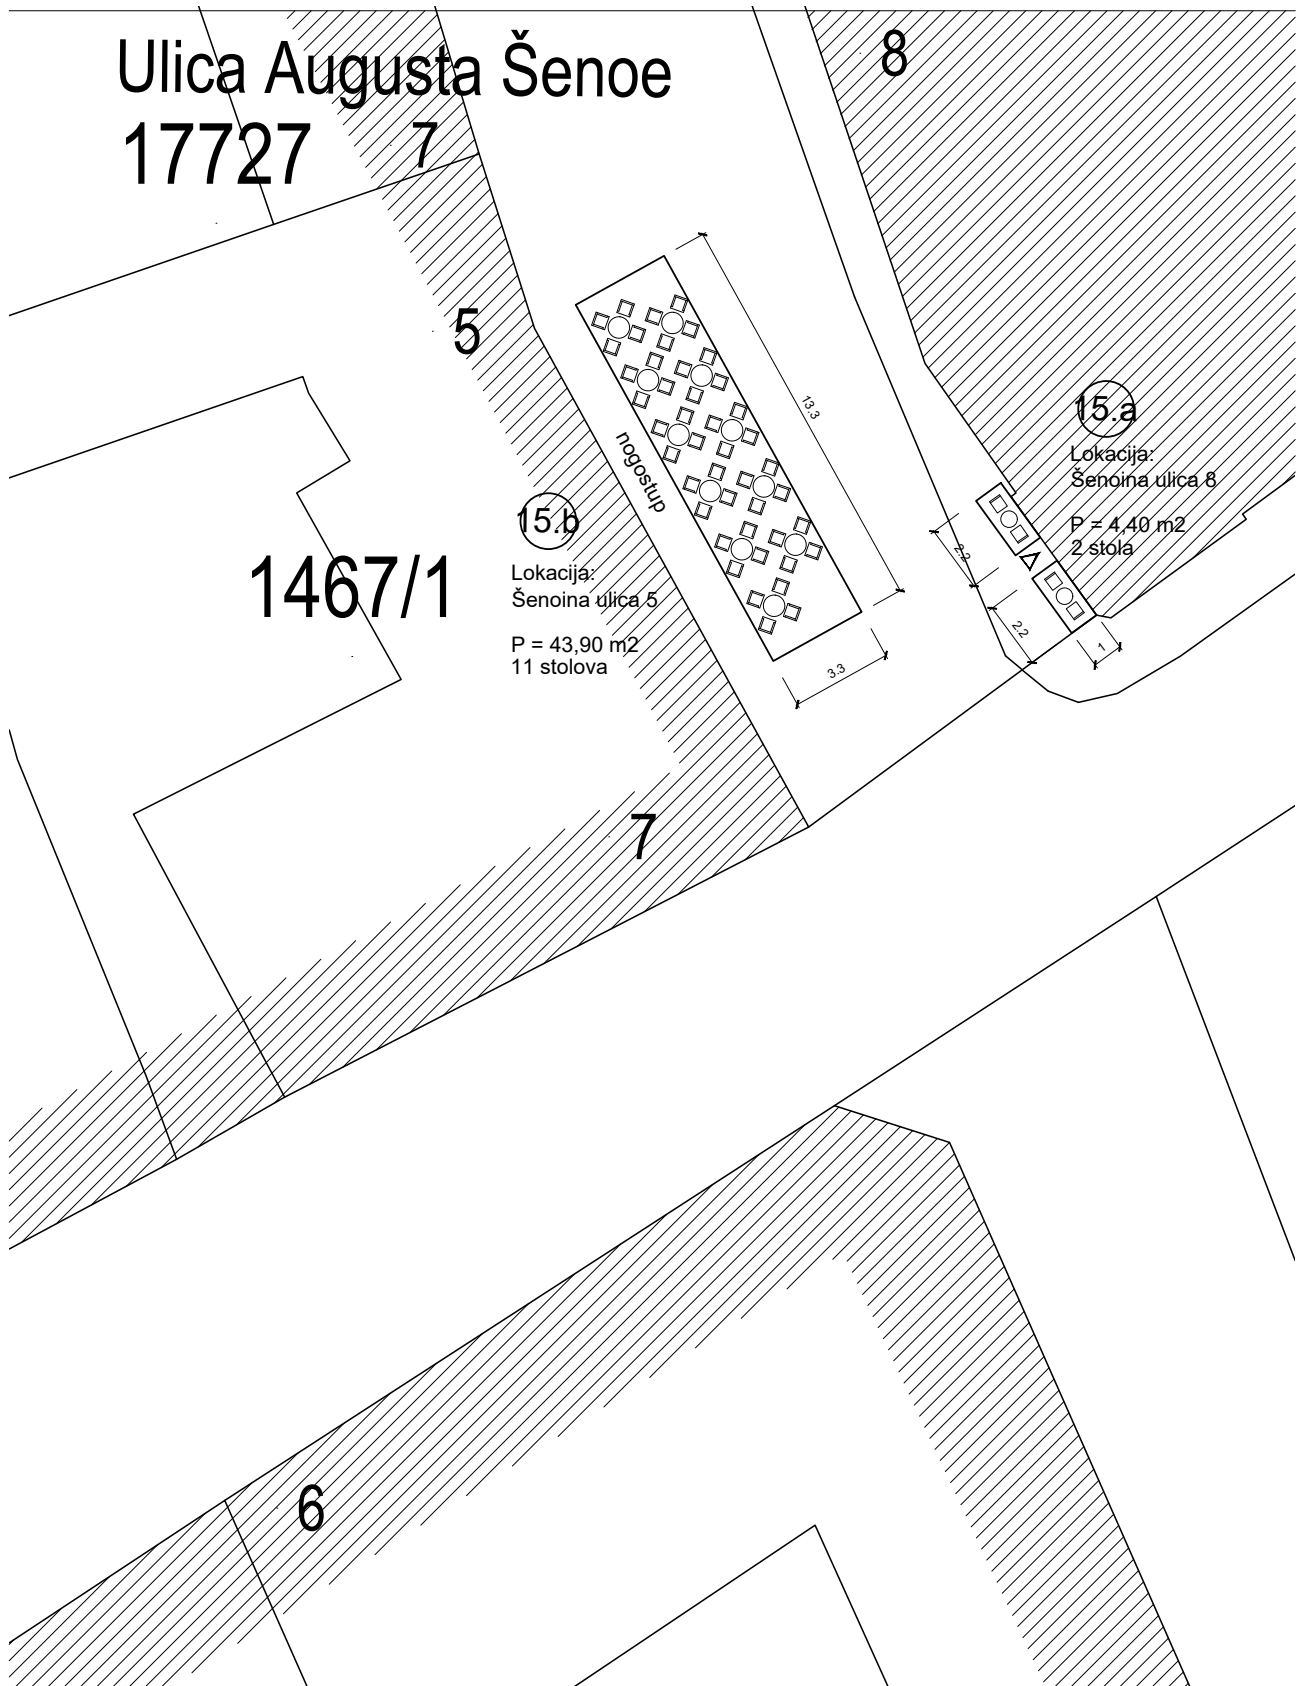 Ulica Augusta Šenoe
17727
7
8
5
13.3
nogostup
15.a
Lokacija:
Šenoina ulica 8
P = 4,40 m2
2 stola
15.b
Lokacija:
Šenoina ulica 5
P = 43,90 m2
11 stolova
1467/1
2.2
2.2
1
3.3
7
6